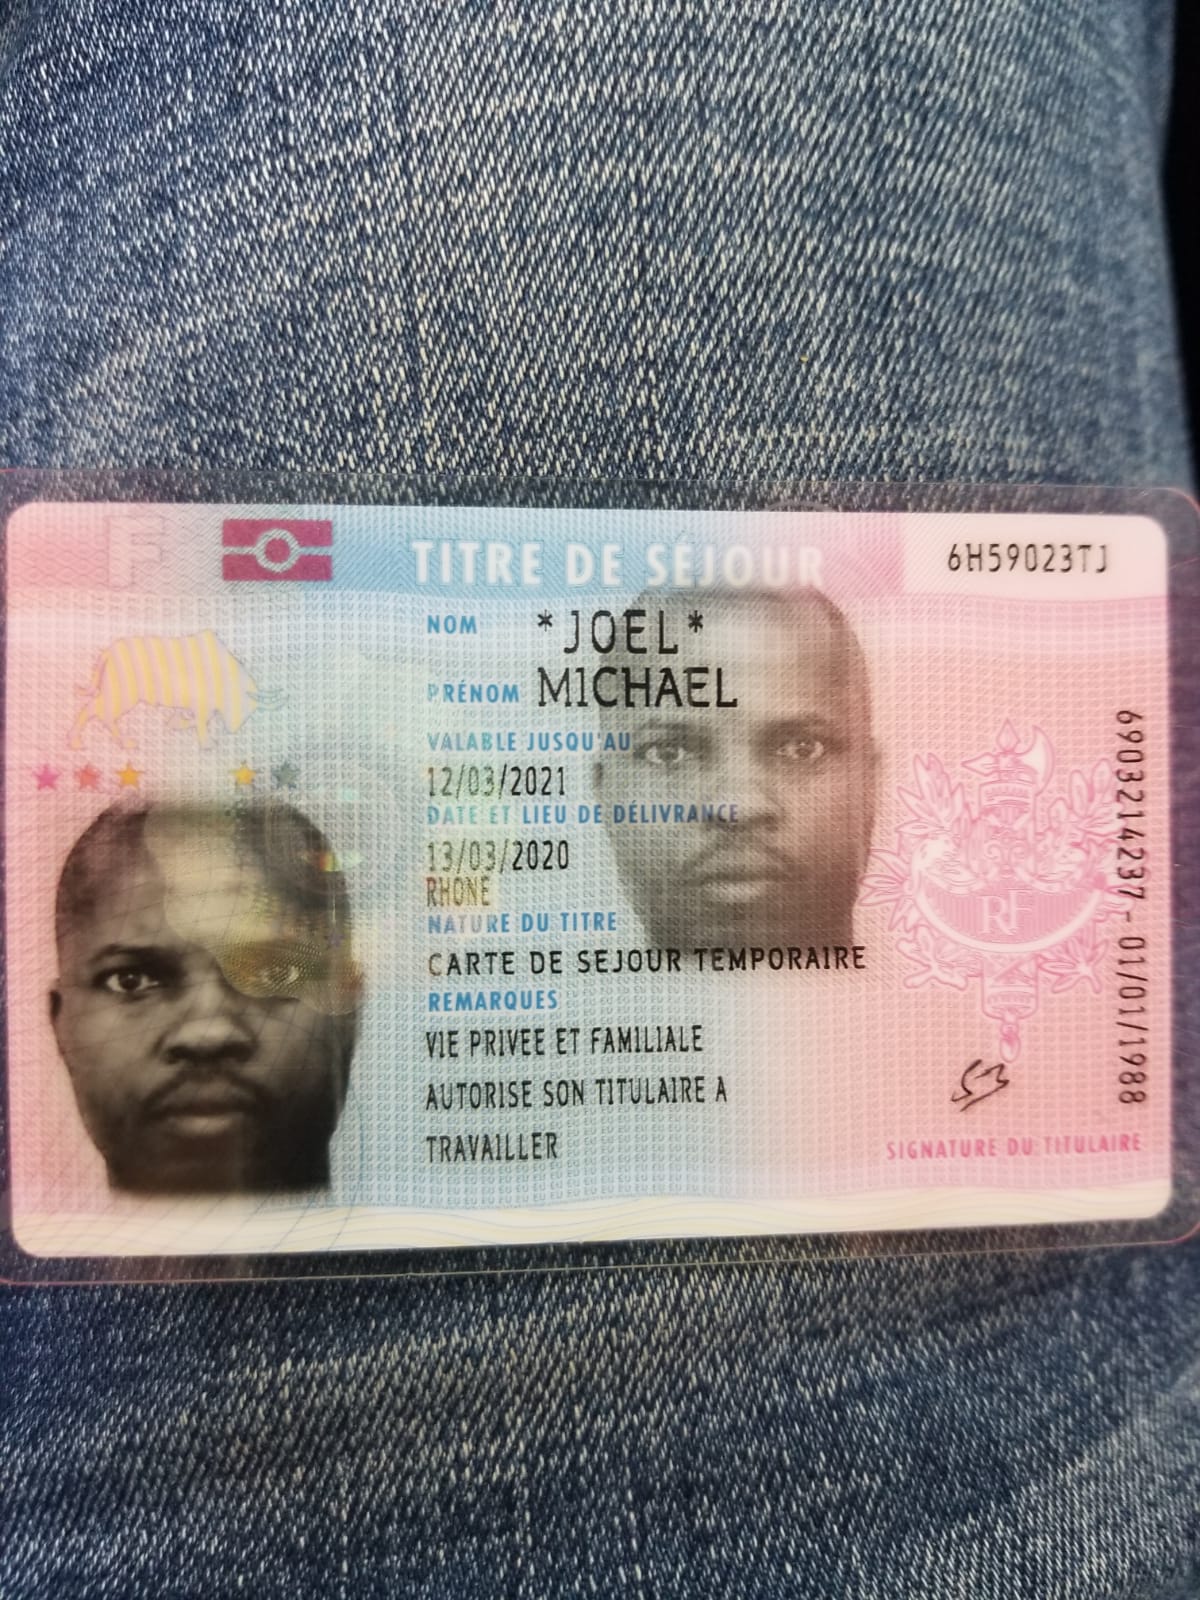 F
TITRE DE SÉJOUR
6H59023TJ
NOM *JOEL*
PRÉNOM MICHAEL
VALABLE JUSQU'AU
12/03/2021
DATE ET LIEU DE DÉLIVRANCE
13/03/2020
RHONE
NATURE DU TITRE
CARTE DE SEJOUR TEMPORAIRE
REMARQUES
VIE PRIVEE ET FAMILIALE
AUTORISE SON TITULAIRE A
TRAVAILLER
RF
SIGNATURE DU TITULAIRE
6903214237-01/01/1988